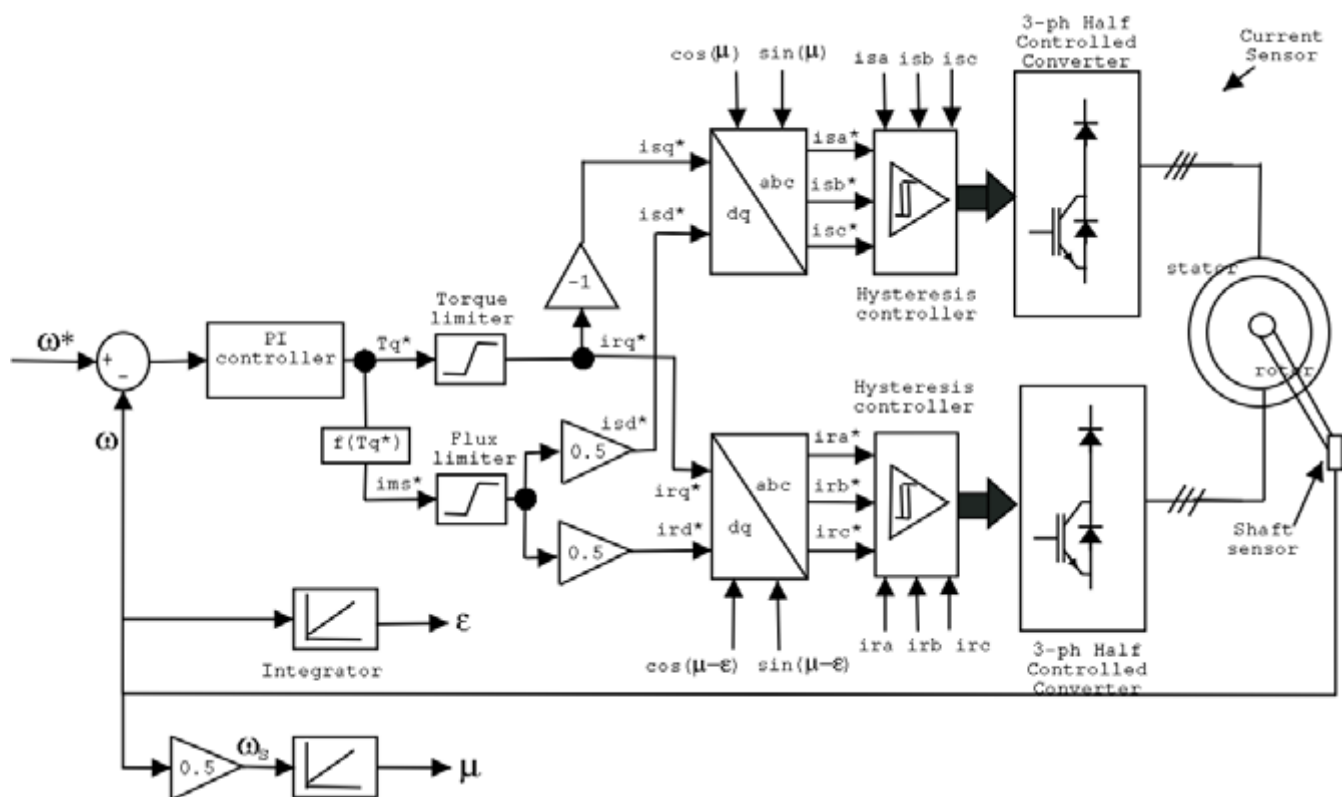 3-ph Half
Controlled
Converter
Current
Sensor
cos(μ)
sin(μ)
isa
isb
isc
isq*
isa*
abc
isb*
isd*
dq
isc*
-1
stator
Hysteresis
controller
Torque
limiter
ω*
+
-
PI
controller
Tq*
irq*
rotor
Hysteresis
controller
ω
isd*
f(Tq*)
Flux
limiter
0.5
ira*
abc
ims*
irq*
irb*
0.5
ird*
dq
irc*
Shaft
sensor
ε
Integrator
cos(μ-ε)
sin(μ-ε)
ira
irb
irc
3-ph Half
Controlled
Converter
0.5
ωs
μ